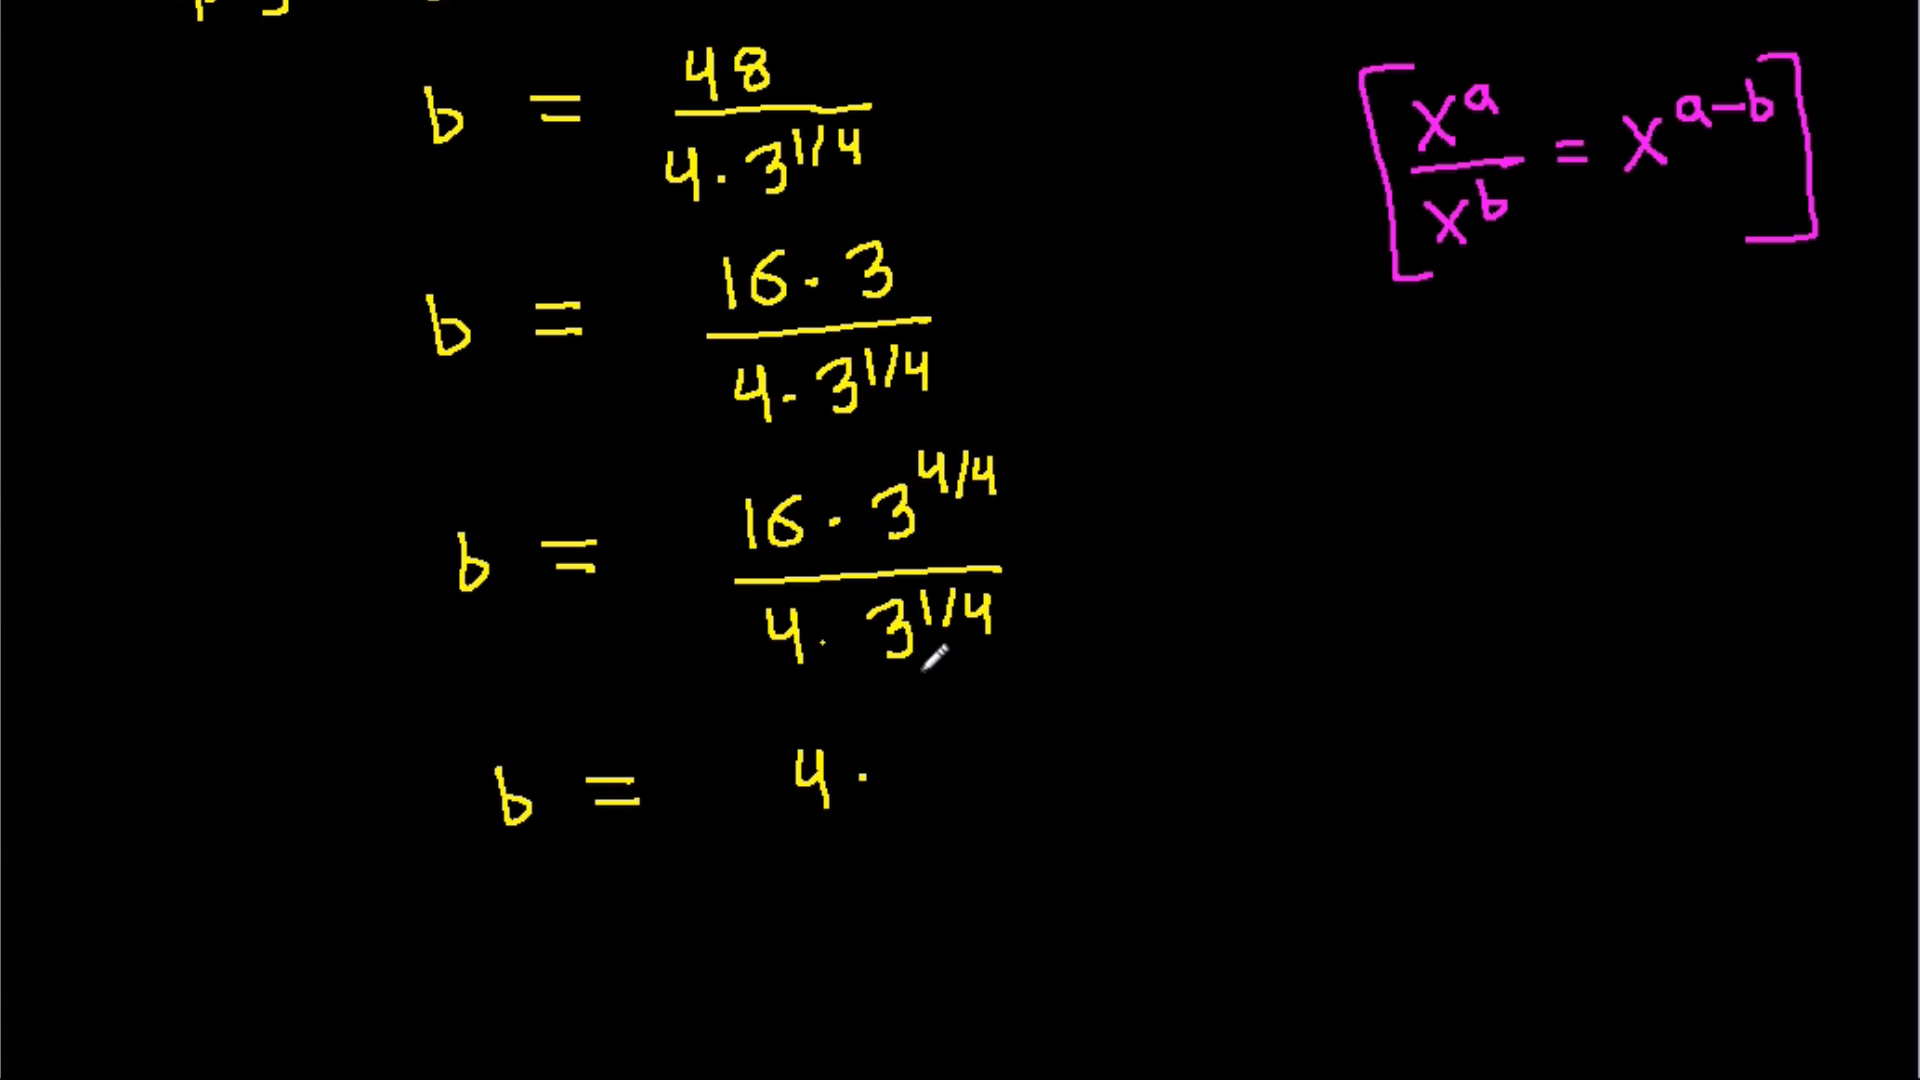 b = 48 / 4 · 3^1/4
[x^a / x^b = x^a-b]
b = 16 · 3 / 4 · 3^1/4
b = 16 · 3^4/4 / 4 · 3^1/4
b = 4 ·